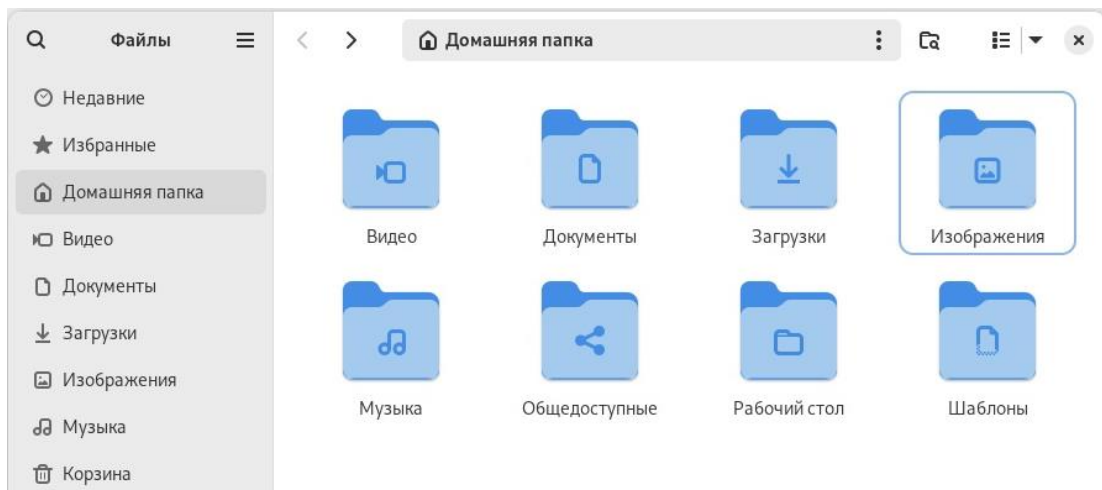 Файлы
Домашняя папка
Недавние
Избранные
Домашняя папка
Видео
Документы
Загрузки
Изображения
Музыка
Корзина
Видео Документы Загрузки Изображения
Музыка Общедоступные Рабочий стол Шаблоны